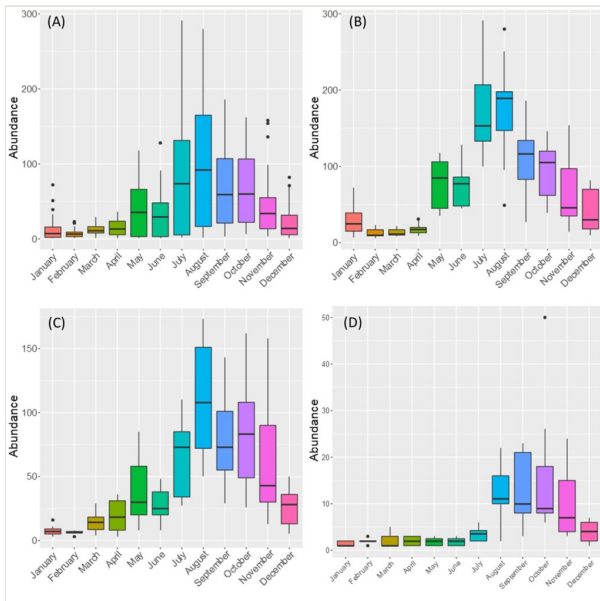 (A)
Abundance
300
200
100
0
January
February
March
April
May
June
July
August
September
October
November
December
(B)
Abundance
300
200
100
0
January
February
March
April
May
June
July
August
September
October
November
December
(C)
Abundance
150
100
50
0
January
February
March
April
May
June
July
August
September
October
November
December
(D)
Abundance
50
40
30
20
10
0
January
February
March
April
May
June
July
August
September
October
November
December